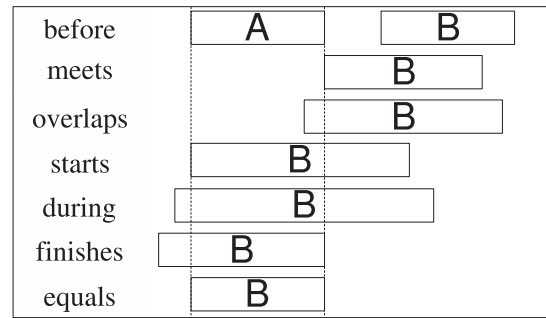 before A B
meets B
overlaps B
starts B
during B
finishes B
equals B